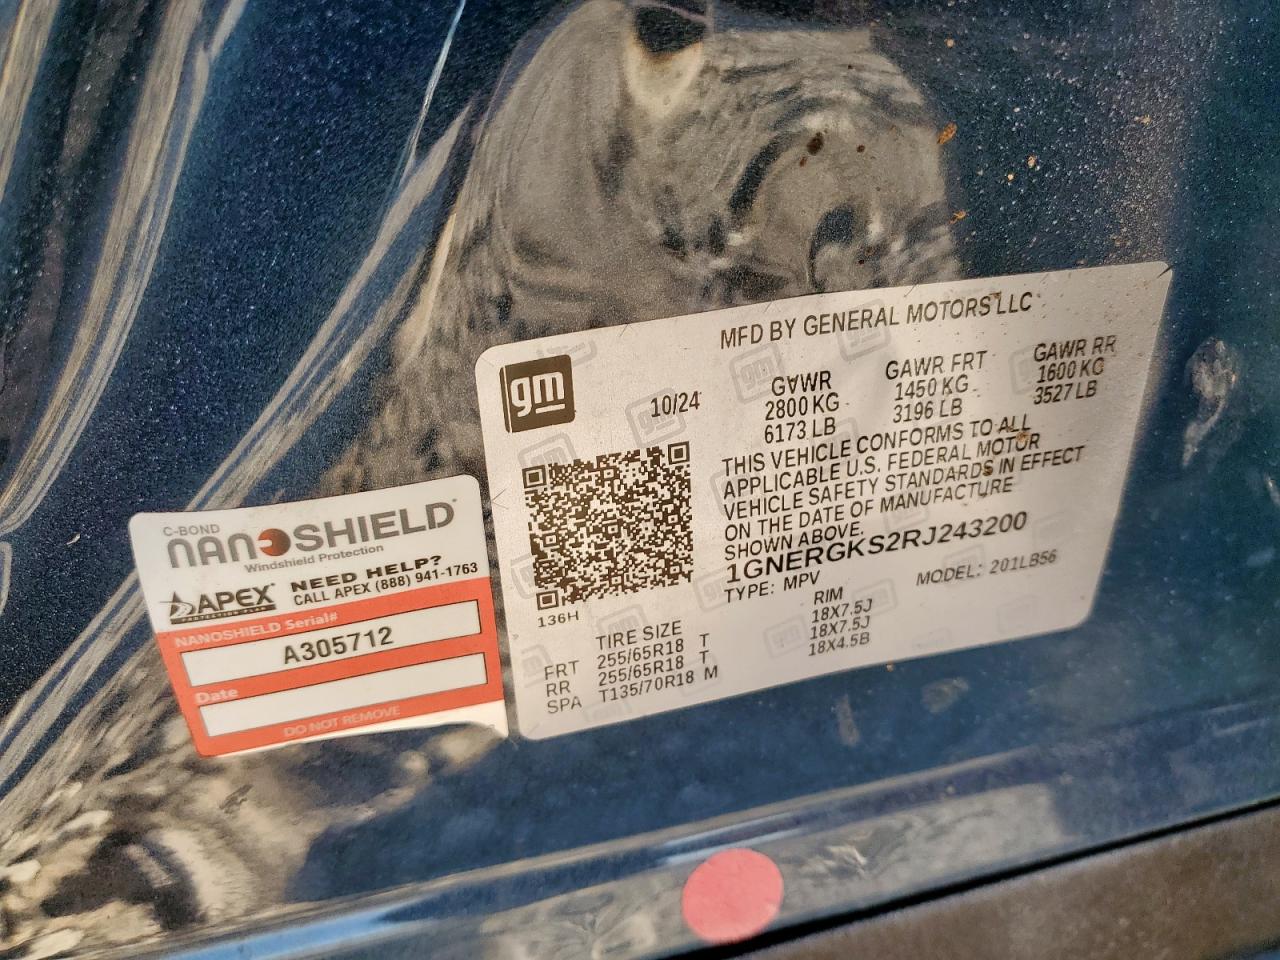 MFD BY GENERAL MOTORS LLC
gm
10/24
GVWR
2800 KG
6173 LB
GAWR FRT
1450 KG
3196 LB
GAWR RR
1600 KG
3527 LB
THIS VEHICLE CONFORMS TO ALL
APPLICABLE U.S. FEDERAL MOTOR
VEHICLE SAFETY STANDARDS IN EFFECT
ON THE DATE OF MANUFACTURE
SHOWN ABOVE.
1GNERGKS2RJ243200
TYPE: MPV
MODEL: 201LB56
136H
TIRE SIZE
RIM
FRT 255/65R18 T 18X7.5J
RR 255/65R18 T 18X7.5J
SPA T135/70R18 M 18X4.5B
C-BOND
NANOSHIELD
Windshield Protection
APEX
PROTECTION PLAN
NEED HELP?
CALL APEX (888) 941-1763
NANOSHIELD Serial#
A305712
Date
DO NOT REMOVE